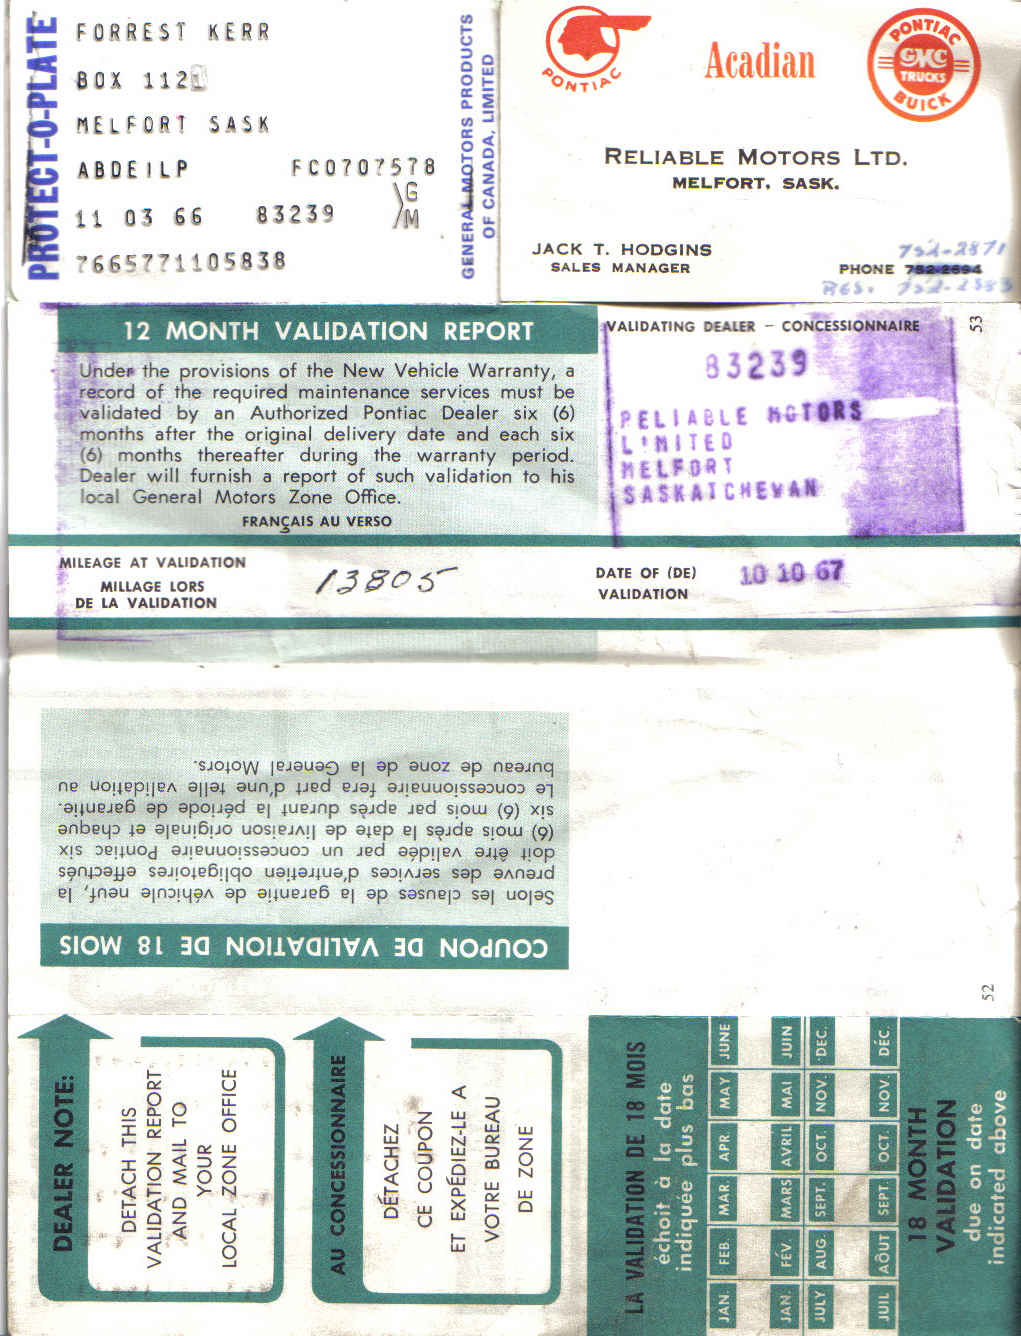 PROTECT-O-PLATE
FORREST KERR
BOX 1121
MELFORT SASK
ABDEILP FC0707578
11 03 66 83239 GM
7665771105838
GENERAL MOTORS PRODUCTS
OF CANADA, LIMITED
PONTIAC
Acadian
PONTIAC
GMC
TRUCKS
BUICK
RELIABLE MOTORS LTD.
MELFORT, SASK.
JACK T. HODGINS
SALES MANAGER
752-2871
PHONE 752-2694
RES.
12 MONTH VALIDATION REPORT
Under the provisions of the New Vehicle Warranty, a
record of the required maintenance services must be
validated by an Authorized Pontiac Dealer six (6)
months after the original delivery date and each six
(6) months thereafter during the warranty period.
Dealer will furnish a report of such validation to his
local General Motors Zone Office.
FRANÇAIS AU VERSO
VALIDATING DEALER – CONCESSIONNAIRE
53
83239
RELIABLE MOTORS
LIMITED
MELFORT
SASKATCHEWAN
MILEAGE AT VALIDATION
MILLAGE LORS
DE LA VALIDATION
13805
DATE OF (DE)
VALIDATION
10 10 67
COUPON DE VALIDATION DE 18 MOIS
Selon les clauses de la garantie de véhicule neuf, la
preuve des services d'entretien obligatoires effectués
doit être validée par un concessionnaire Pontiac six
(6) mois après la date de livraison originale et chaque
six (6) mois par après durant la période de garantie.
Le concessionnaire fera part d'une telle validation au
bureau de zone de la General Motors.
52
DEALER NOTE:
DETACH THIS
VALIDATION REPORT
AND MAIL TO
YOUR
LOCAL ZONE OFFICE
AU CONCESSIONNAIRE
DÉTACHEZ
CE COUPON
ET EXPÉDIEZ-LE A
VOTRE BUREAU
DE ZONE
LA VALIDATION DE 18 MOIS
échoit à la date
indiquée plus bas
JAN. FEB. MAR. APR. MAY JUNE
JAN. FÉV. MARS AVRIL MAI JUIN
JULY AUG. SEPT. OCT. NOV. DEC.
JUIL AOÛT SEPT. OCT. NOV. DÉC.
18 MONTH
VALIDATION
due on date
indicated above